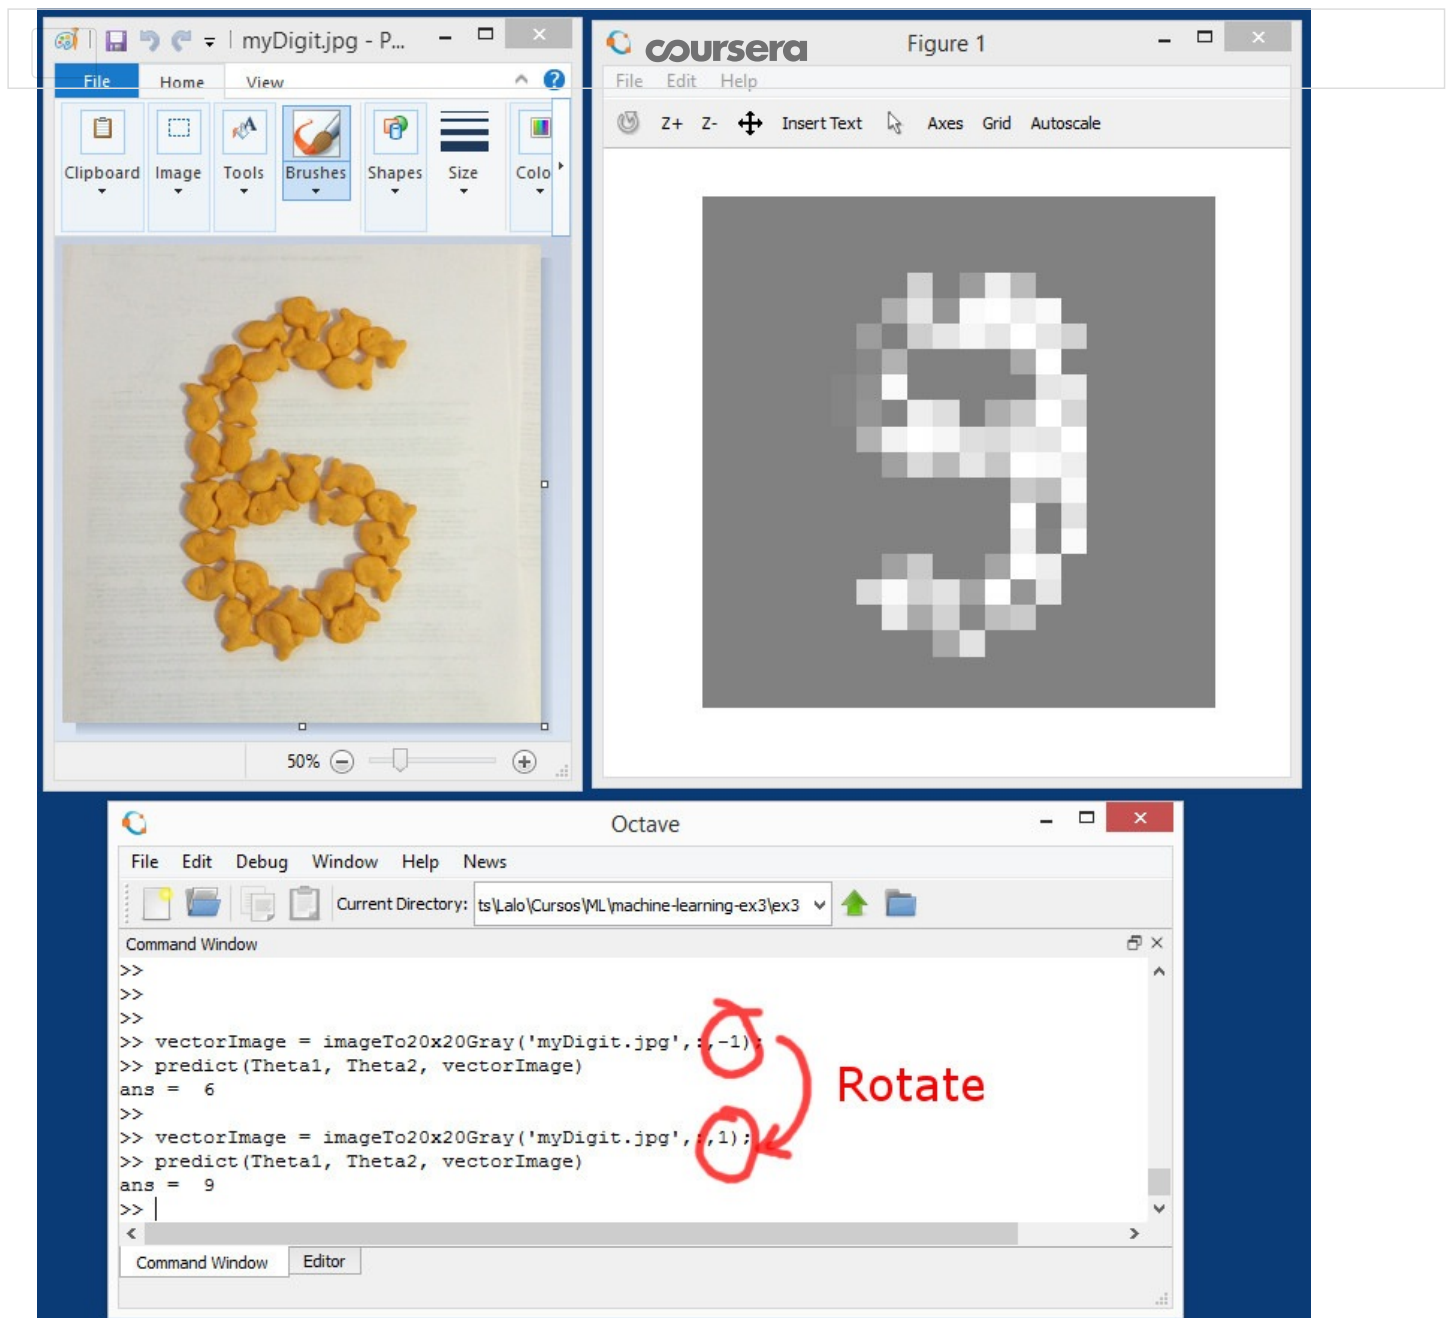 myDigit.jpg - P...
File Home View
Clipboard Image Tools Brushes Shapes Size Colo
50%
coursera
Figure 1
File Edit Help
Z+ Z- Insert Text Axes Grid Autoscale
Octave
File Edit Debug Window Help News
Current Directory: ts\Lalo\Cursos\ML\machine-learning-ex3\ex3
Command Window
>>
>>
>>
>> vectorImage = imageTo20x20Gray('myDigit.jpg',:,-1);
>> predict(Theta1, Theta2, vectorImage)
ans = 6
>>
>> vectorImage = imageTo20x20Gray('myDigit.jpg',:,1);
>> predict(Theta1, Theta2, vectorImage)
ans = 9
>>
Rotate
Command Window Editor